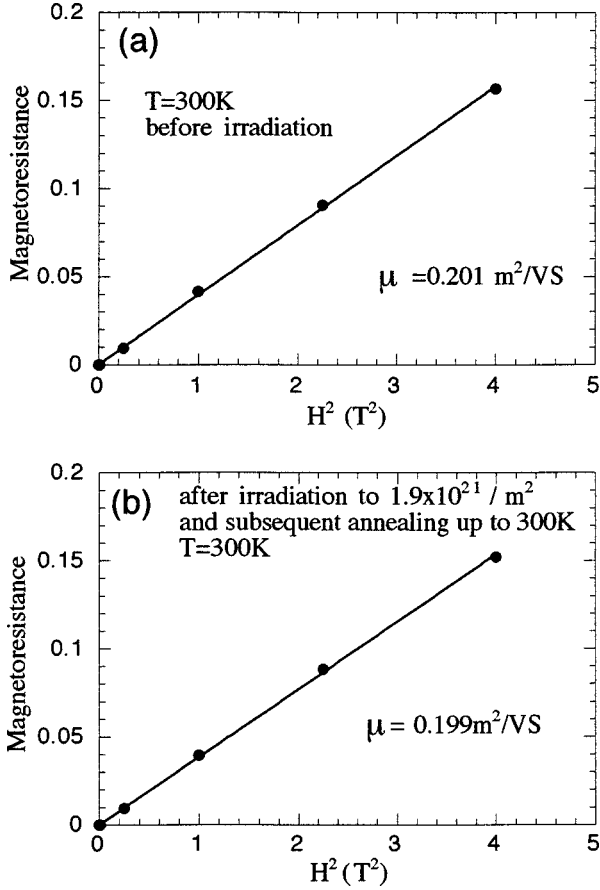 0.2
(a)
T=300K
before irradiation
0.15
0.1
0.05
0
Magnetoresistance
μ =0.201 m²/VS
0 1 2 3 4 5
H² (T²)
0.2
(b)
after irradiation to 1.9x10²¹ / m²
and subsequent annealing up to 300K
T=300K
0.15
0.1
0.05
0
Magnetoresistance
μ = 0.199m²/VS
0 1 2 3 4 5
H² (T²)